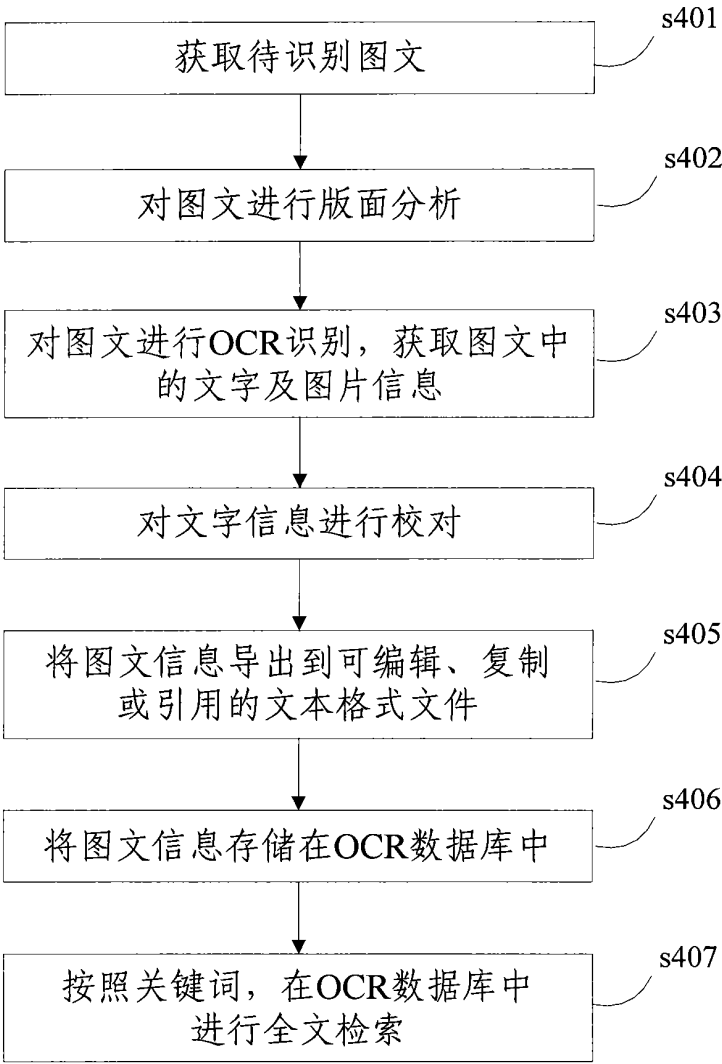 s401
获取待识别图文
s402
对图文进行版面分析
s403
对图文进行OCR识别，获取图文中
的文字及图片信息
s404
对文字信息进行校对
s405
将图文信息导出到可编辑、复制
或引用的文本格式文件
s406
将图文信息存储在OCR数据库中
s407
按照关键词，在OCR数据库中
进行全文检索